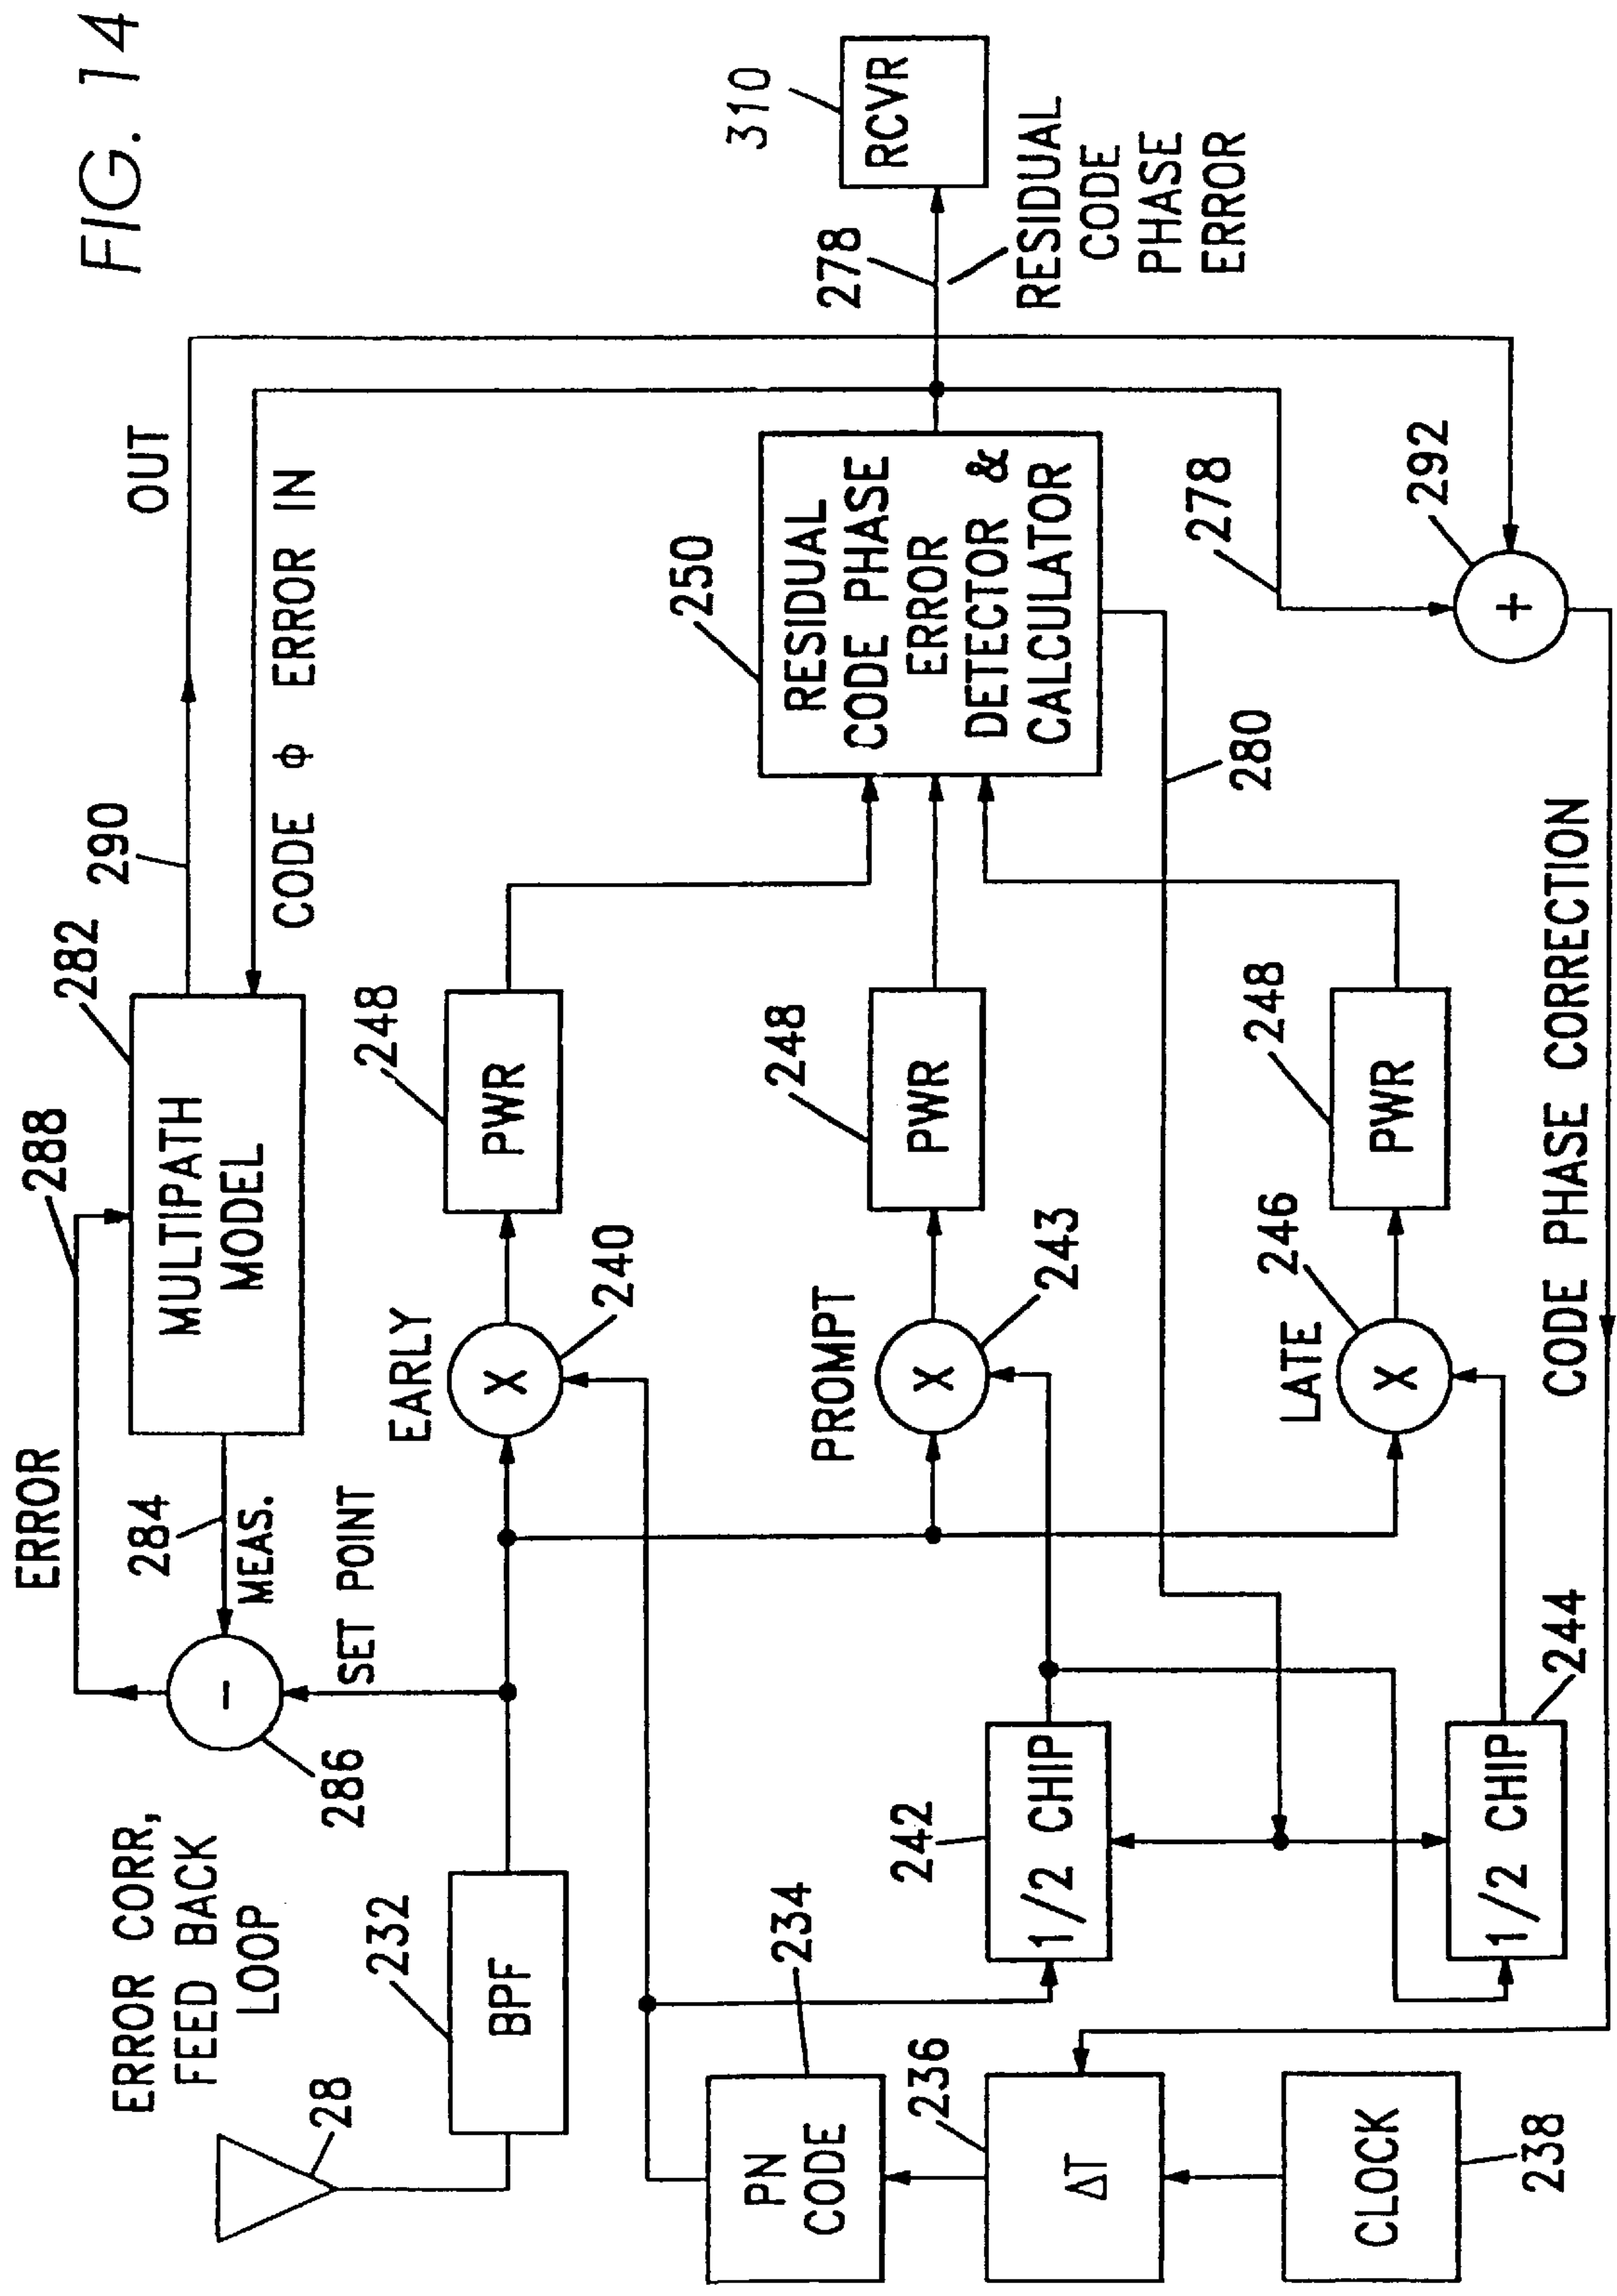 FIG. 14
ERROR CORR,
FEED BACK
LOOP
ERROR
288
282
290
OUT
MULTIPATH
MODEL
284
MEAS.
286
SET POINT
CODE ϕ ERROR IN
28
232
BPF
EARLY
X
240
248
PWR
PROMPT
X
243
248
PWR
LATE
X
246
248
PWR
250
RESIDUAL
CODE PHASE
ERROR
DETECTOR &
CALCULATOR
278
310
RCVR
RESIDUAL
CODE
PHASE
ERROR
234
PN
CODE
236
ΔT
CLOCK
238
242
1/2 CHIP
1/2 CHIP
244
280
278
292
+
-
CODE PHASE CORRECTION